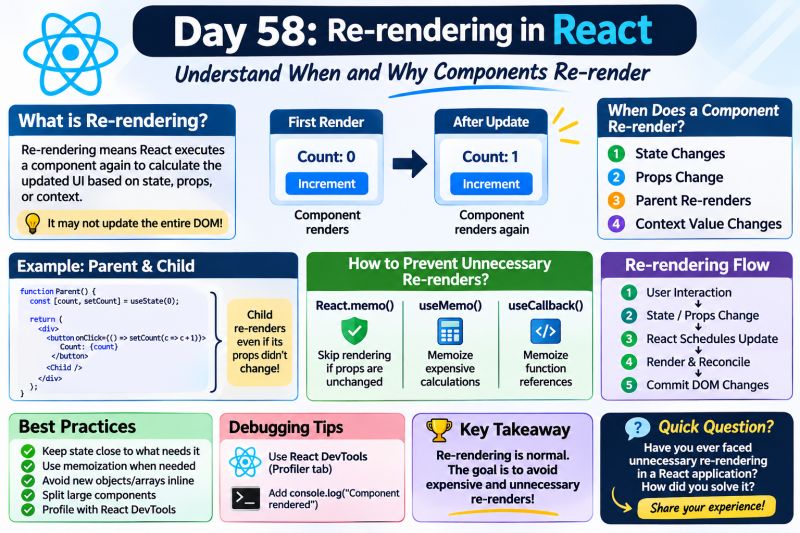 Day 58: Re-rendering in React
Understand When and Why Components Re-render
What is Re-rendering?
Re-rendering means React executes
a component again to calculate the
updated UI based on state, props,
or context.
It may not update the entire DOM!
First Render
Count: 0
Increment
Component
renders
After Update
Count: 1
Increment
Component
renders again
When Does a Component
Re-render?
1 State Changes
2 Props Change
3 Parent Re-renders
4 Context Value Changes
Example: Parent & Child
function Parent() {
const [count, setCount] = useState(0);
return (
<div>
<button onClick={() => setCount(c => c + 1)}>
Count: {count}
</button>
<Child />
</div>
);
}
Child
re-renders
even if its
props didn't
change!
How to Prevent Unnecessary
Re-renders?
React.memo()
Skip rendering
if props are
unchanged
useMemo()
Memoize
expensive
calculations
useCallback()
</>
Memoize
function
references
Re-rendering Flow
1 User Interaction
2 State / Props Change
3 React Schedules Update
4 Render & Reconcile
5 Commit DOM Changes
Best Practices
Keep state close to what needs it
Use memoization when needed
Avoid new objects/arrays inline
Split large components
Profile with React DevTools
Debugging Tips
Use React DevTools
(Profiler tab)
Add console.log("Component
rendered")
Key Takeaway
Re-rendering is normal.
The goal is to avoid
expensive and unnecessary
re-renders!
Quick Question?
Have you ever faced
unnecessary re-rendering
in a React application?
How did you solve it?
Share your experience!